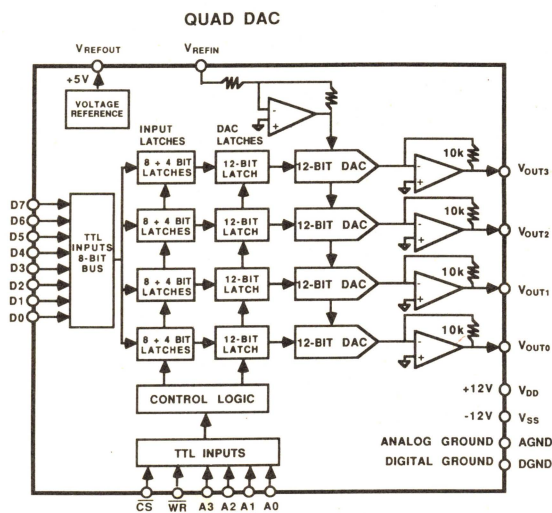 QUAD DAC
VREFOUT
VREFIN
+5V
VOLTAGE
REFERENCE
INPUT
LATCHES
DAC
LATCHES
8 + 4 BIT
LATCHES
12-BIT
LATCH
12-BIT DAC
10k
VOUT3
8 + 4 BIT
LATCHES
12-BIT
LATCH
12-BIT DAC
10k
VOUT2
8 + 4 BIT
LATCHES
12-BIT
LATCH
12-BIT DAC
10k
VOUT1
8 + 4 BIT
LATCHES
12-BIT
LATCH
12-BIT DAC
10k
VOUT0
D7
D6
D5
D4
D3
D2
D1
D0
TTL
INPUTS
8-BIT
BUS
CONTROL LOGIC
TTL INPUTS
+12V VDD
-12V VSS
ANALOG GROUND AGND
DIGITAL GROUND DGND
CS WR A3 A2 A1 A0